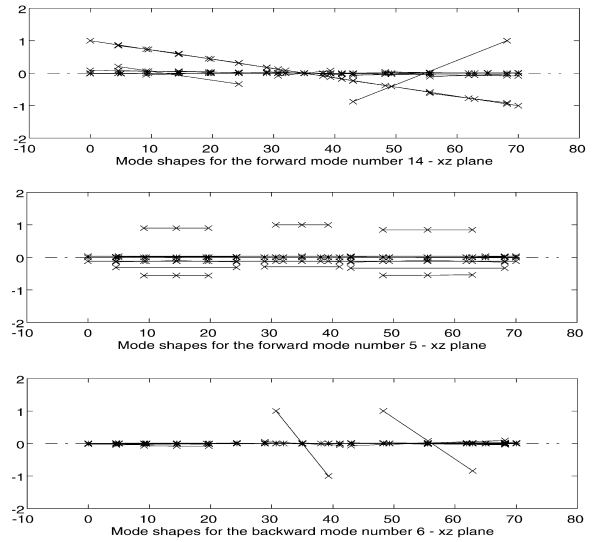 2
1
0
-1
-2
-10 0 10 20 30 40 50 60 70 80
Mode shapes for the forward mode number 14 - xz plane
2
1
0
-1
-2
-10 0 10 20 30 40 50 60 70 80
Mode shapes for the forward mode number 5 - xz plane
2
1
0
-1
-2
-10 0 10 20 30 40 50 60 70 80
Mode shapes for the backward mode number 6 - xz plane